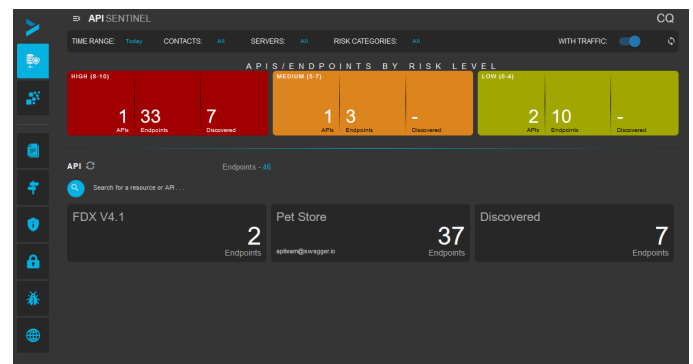 API SENTINEL
CQ
TIME RANGE: Today CONTACTS: All SERVERS: All RISK CATEGORIES: All WITH TRAFFIC:
APIS/ENDPOINTS BY RISK LEVEL
HIGH (8-10)
1 33 7
APIs Endpoints Discovered
MEDIUM (5-7)
1 3 -
APIs Endpoints Discovered
LOW (0-4)
2 10 -
APIs Endpoints Discovered
API Endpoints - 46
Search for a resource or API . . .
FDX V4.1
2
Endpoints
Pet Store
37
apiteam@swagger.io Endpoints
Discovered
7
Endpoints